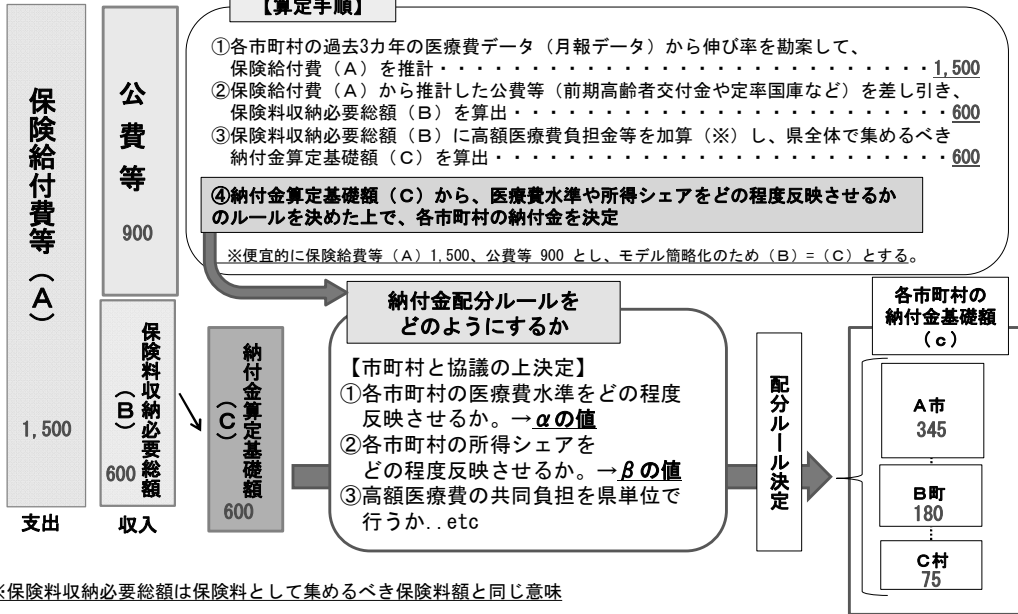 【算定手順】
①各市町村の過去3カ年の医療費データ（月報データ）から伸び率を勘案して、
保険給付費（A）を推計・・・・・・・・・・・・・・・・・・・・・・・・・・・・・1,500
②保険給付費（A）から推計した公費等（前期高齢者交付金や定率国庫など）を差し引き、
保険料収納必要総額（B）を算出・・・・・・・・・・・・・・・・・・・・・・・・・600
③保険料収納必要総額（B）に高額医療費負担金等を加算（※）し、県全体で集めるべき
納付金算定基礎額（C）を算出・・・・・・・・・・・・・・・・・・・・・・・・・・600
④納付金算定基礎額（C）から、医療費水準や所得シェアをどの程度反映させるか
のルールを決めた上で、各市町村の納付金を決定
※便宜的に保険給費等（A）1,500、公費等 900 とし、モデル簡略化のため（B）=（C）とする。
保険給付費等（A）
1,500
支出
公費等
900
保険料収納必要総額
（B）
600
収入
納付金算定基礎額
（C）
600
納付金配分ルールを
どのようにするか
【市町村と協議の上決定】
①各市町村の医療費水準をどの程度
反映させるか。→αの値
②各市町村の所得シェアを
どの程度反映させるか。→βの値
③高額医療費の共同負担を県単位で
行うか..etc
配分ルール決定
各市町村の
納付金基礎額
（c）
A市
345
B町
180
C村
75
※保険料収納必要総額は保険料として集めるべき保険料額と同じ意味